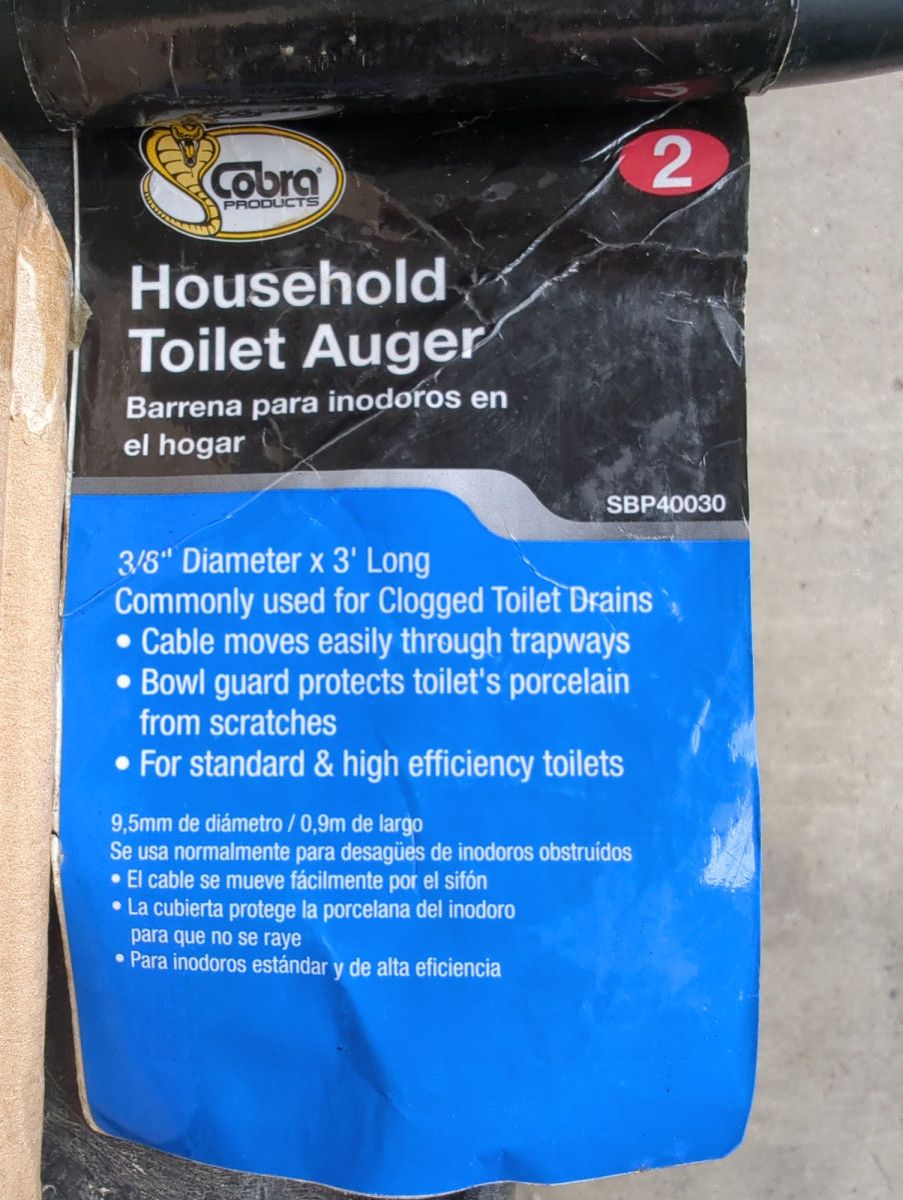 Cobra®
PRODUCTS
2
Household
Toilet Auger
Barrena para inodoros en
el hogar
SBP40030
3/8" Diameter x 3' Long
Commonly used for Clogged Toilet Drains
• Cable moves easily through trapways
• Bowl guard protects toilet's porcelain
from scratches
• For standard & high efficiency toilets
9,5mm de diámetro / 0,9m de largo
Se usa normalmente para desagües de inodoros obstruídos
• El cable se mueve fácilmente por el sifón
• La cubierta protege la porcelana del inodoro
para que no se raye
• Para inodoros estándar y de alta eficiencia